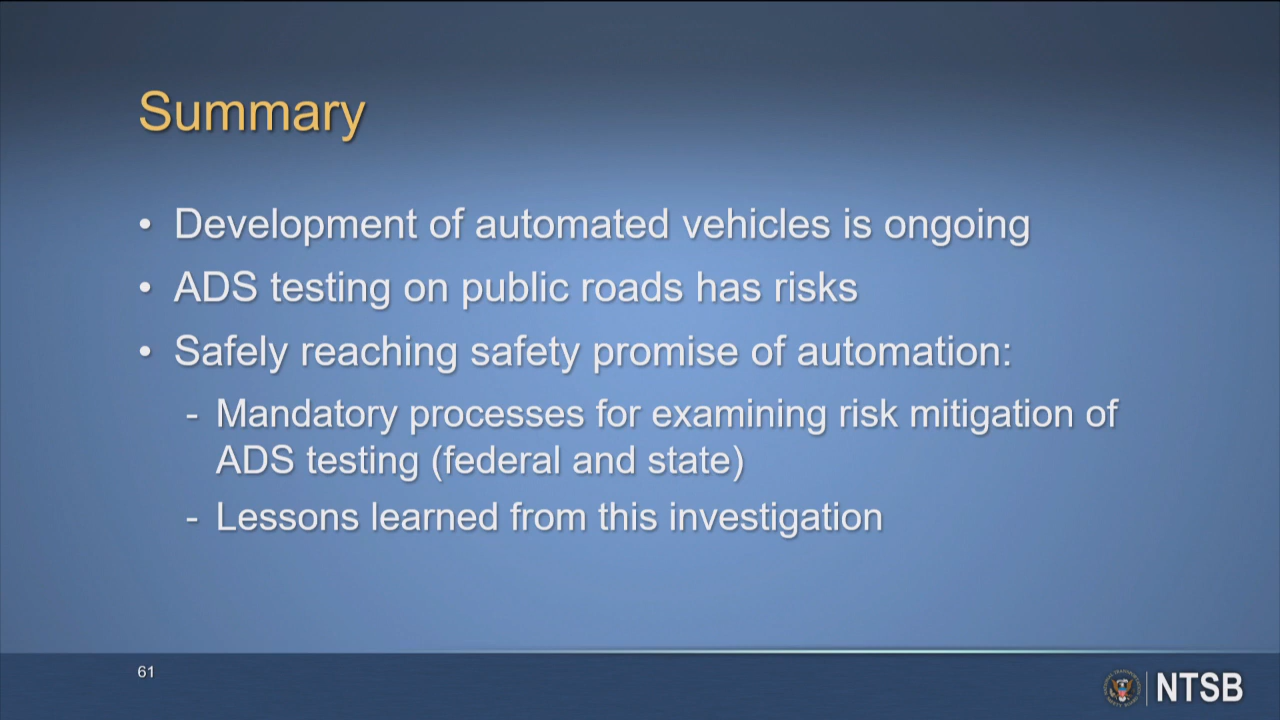 Summary
• Development of automated vehicles is ongoing
• ADS testing on public roads has risks
• Safely reaching safety promise of automation:
- Mandatory processes for examining risk mitigation of
ADS testing (federal and state)
- Lessons learned from this investigation
61
NTSB